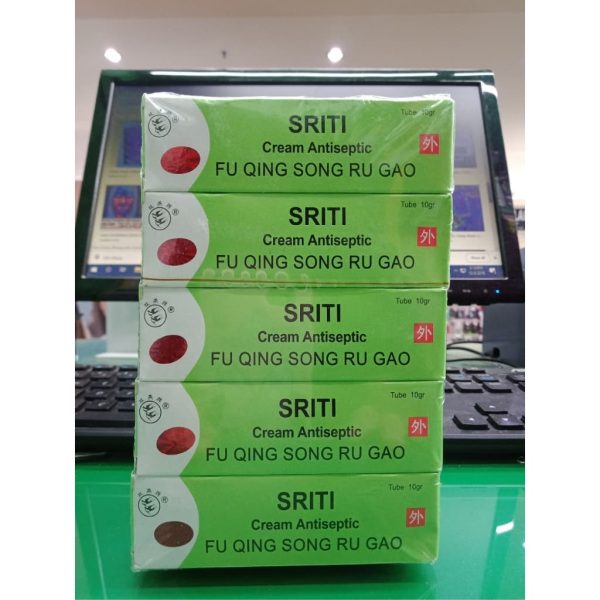 Tube 10gr
SRITI
Cream Antiseptic
外
FU QING SONG RU GAO
Tube 10gr
SRITI
Cream Antiseptic
外
FU QING SONG RU GAO
Tube 10gr
SRITI
Cream Antiseptic
外
FU QING SONG RU GAO
Tube 10gr
SRITI
Cream Antiseptic
外
FU QING SONG RU GAO
Tube 10gr
SRITI
Cream Antiseptic
外
FU QING SONG RU GAO